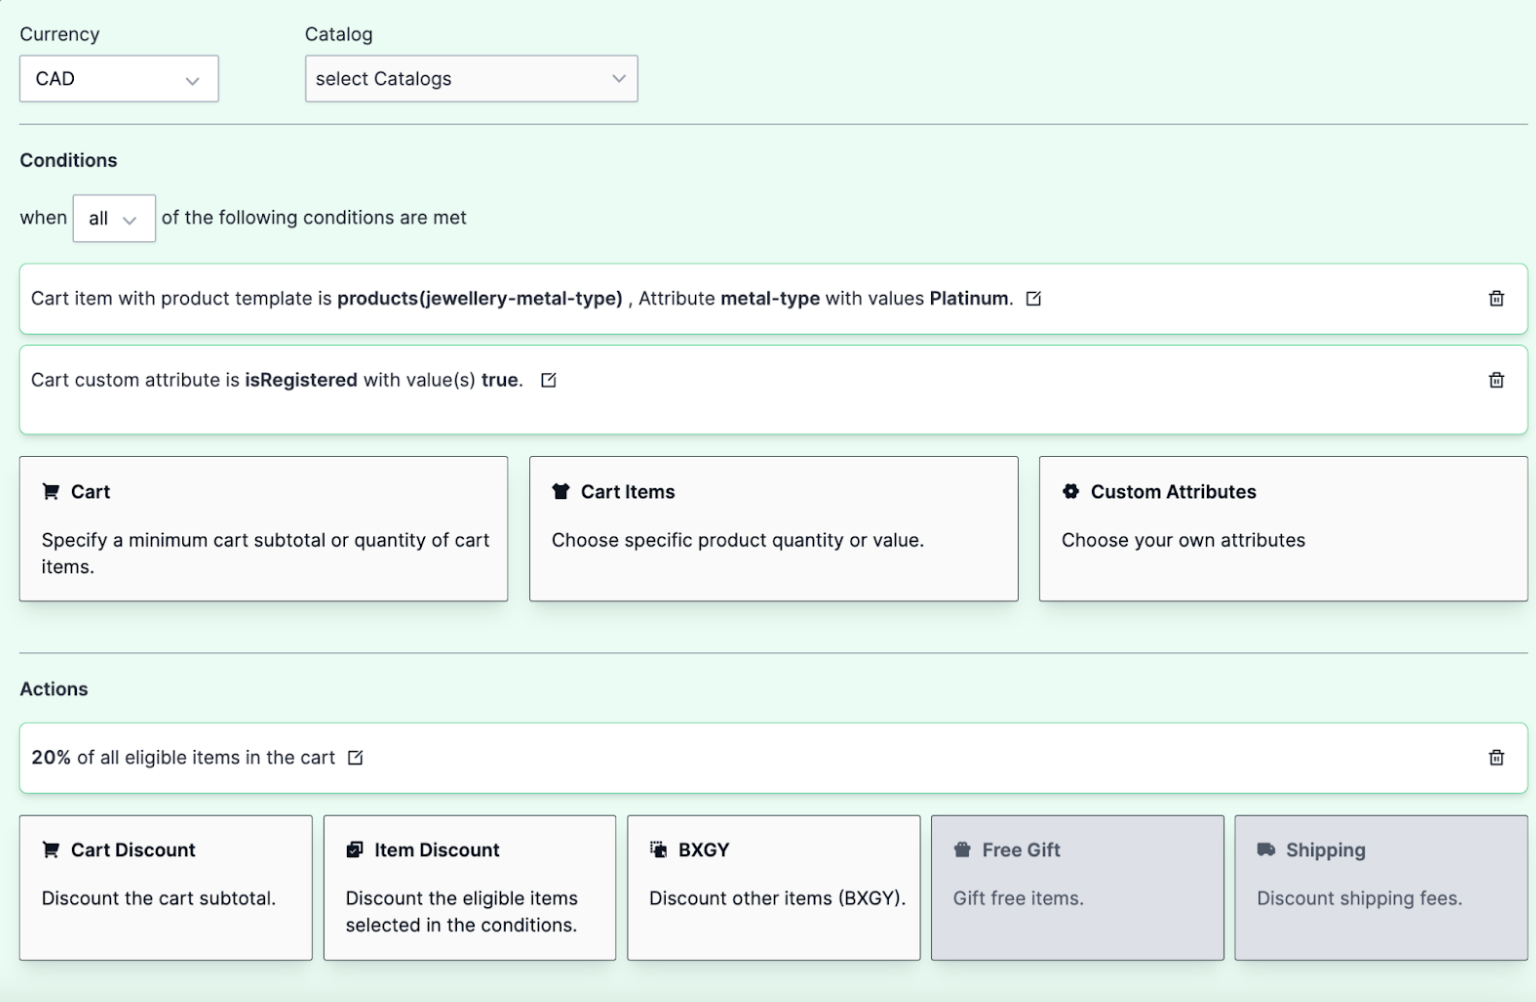 Currency
Catalog
CAD
select Catalogs
Conditions
when all of the following conditions are met
Cart item with product template is products(jewellery-metal-type) , Attribute metal-type with values Platinum.
Cart custom attribute is isRegistered with value(s) true.
Cart
Specify a minimum cart subtotal or quantity of cart
items.
Cart Items
Choose specific product quantity or value.
Custom Attributes
Choose your own attributes
Actions
20% of all eligible items in the cart
Cart Discount
Discount the cart subtotal.
Item Discount
Discount the eligible items
selected in the conditions.
BXGY
Discount other items (BXGY).
Free Gift
Gift free items.
Shipping
Discount shipping fees.